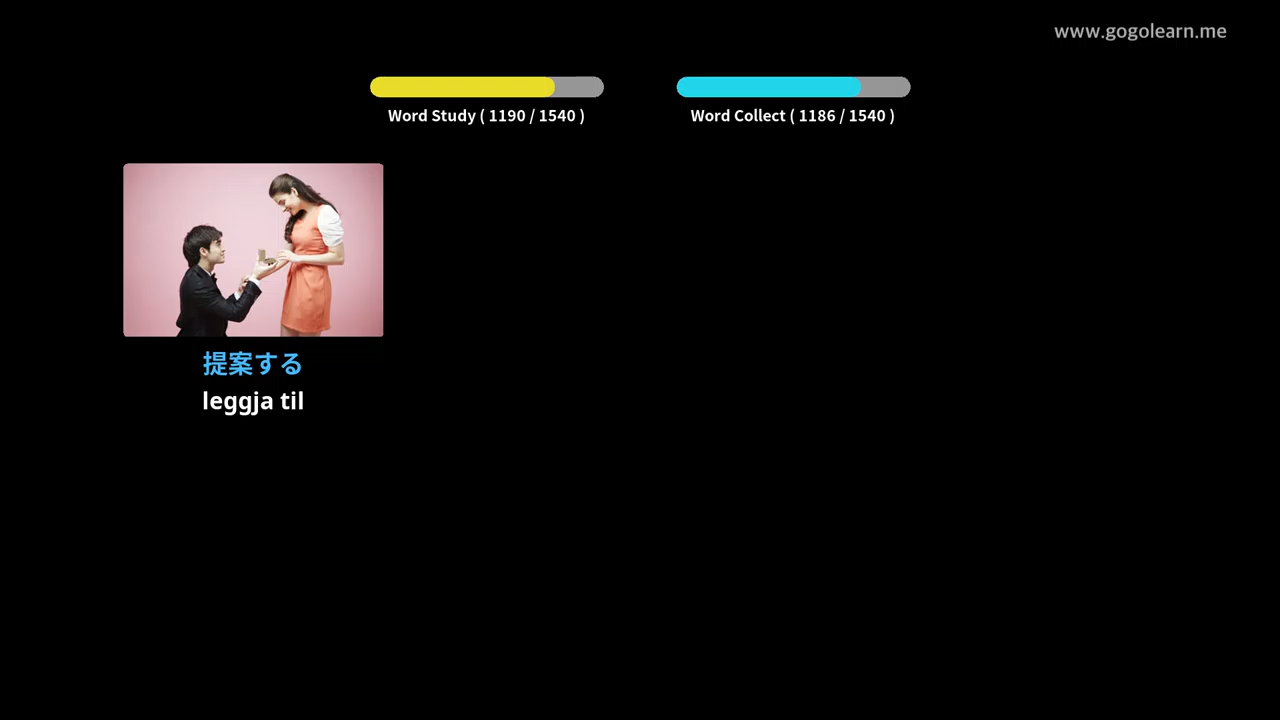 www.gogolearn.me
Word Study ( 1190 / 1540 )
Word Collect ( 1186 / 1540 )
提案する
leggja til